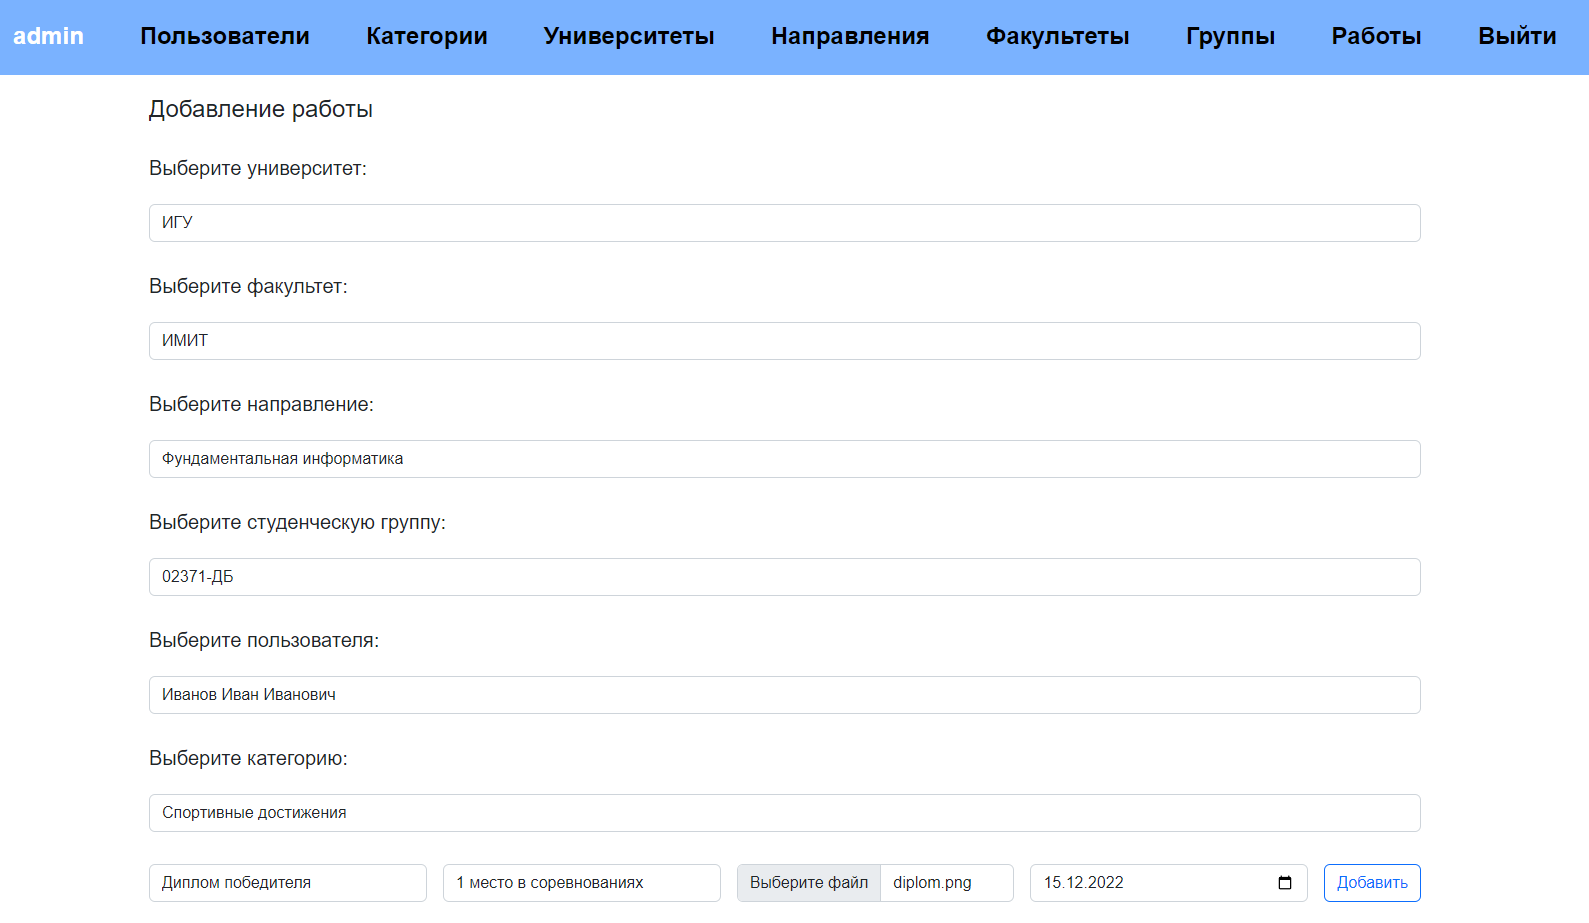 admin Пользователи Категории Университеты Направления Факультеты Группы Работы Выйти
Добавление работы
Выберите университет:
ИГУ
Выберите факультет:
ИМИТ
Выберите направление:
Фундаментальная информатика
Выберите студенческую группу:
02371-ДБ
Выберите пользователя:
Иванов Иван Иванович
Выберите категорию:
Спортивные достижения
Диплом победителя 1 место в соревнованиях Выберите файл diplom.png 15.12.2022 Добавить